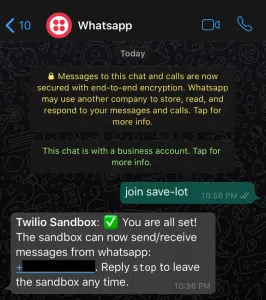 10 Whatsapp
Today
Messages to this chat and calls are now
secured with end-to-end encryption. Whatsapp
may use another company to store, read, and
respond to your messages and calls. Tap for
more info.
This chat is with a business account. Tap for
more info.
join save-lot 10:56 PM
Twilio Sandbox: ✅ You are all set!
The sandbox can now send/receive
messages from whatsapp:
+. Reply stop to leave
the sandbox any time.
10:56 PM